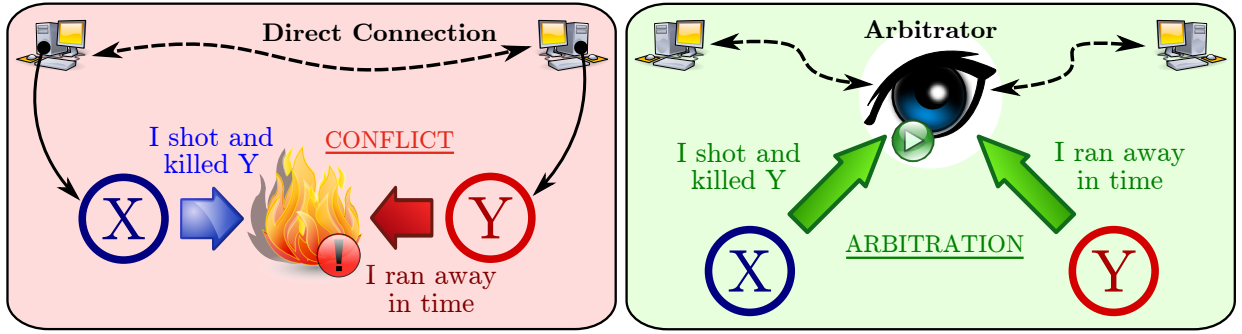 Direct Connection
I shot and
killed Y
CONFLICT
X
Y
!
I ran away
in time
Arbitrator
I shot and
killed Y
I ran away
in time
ARBITRATION
X
Y